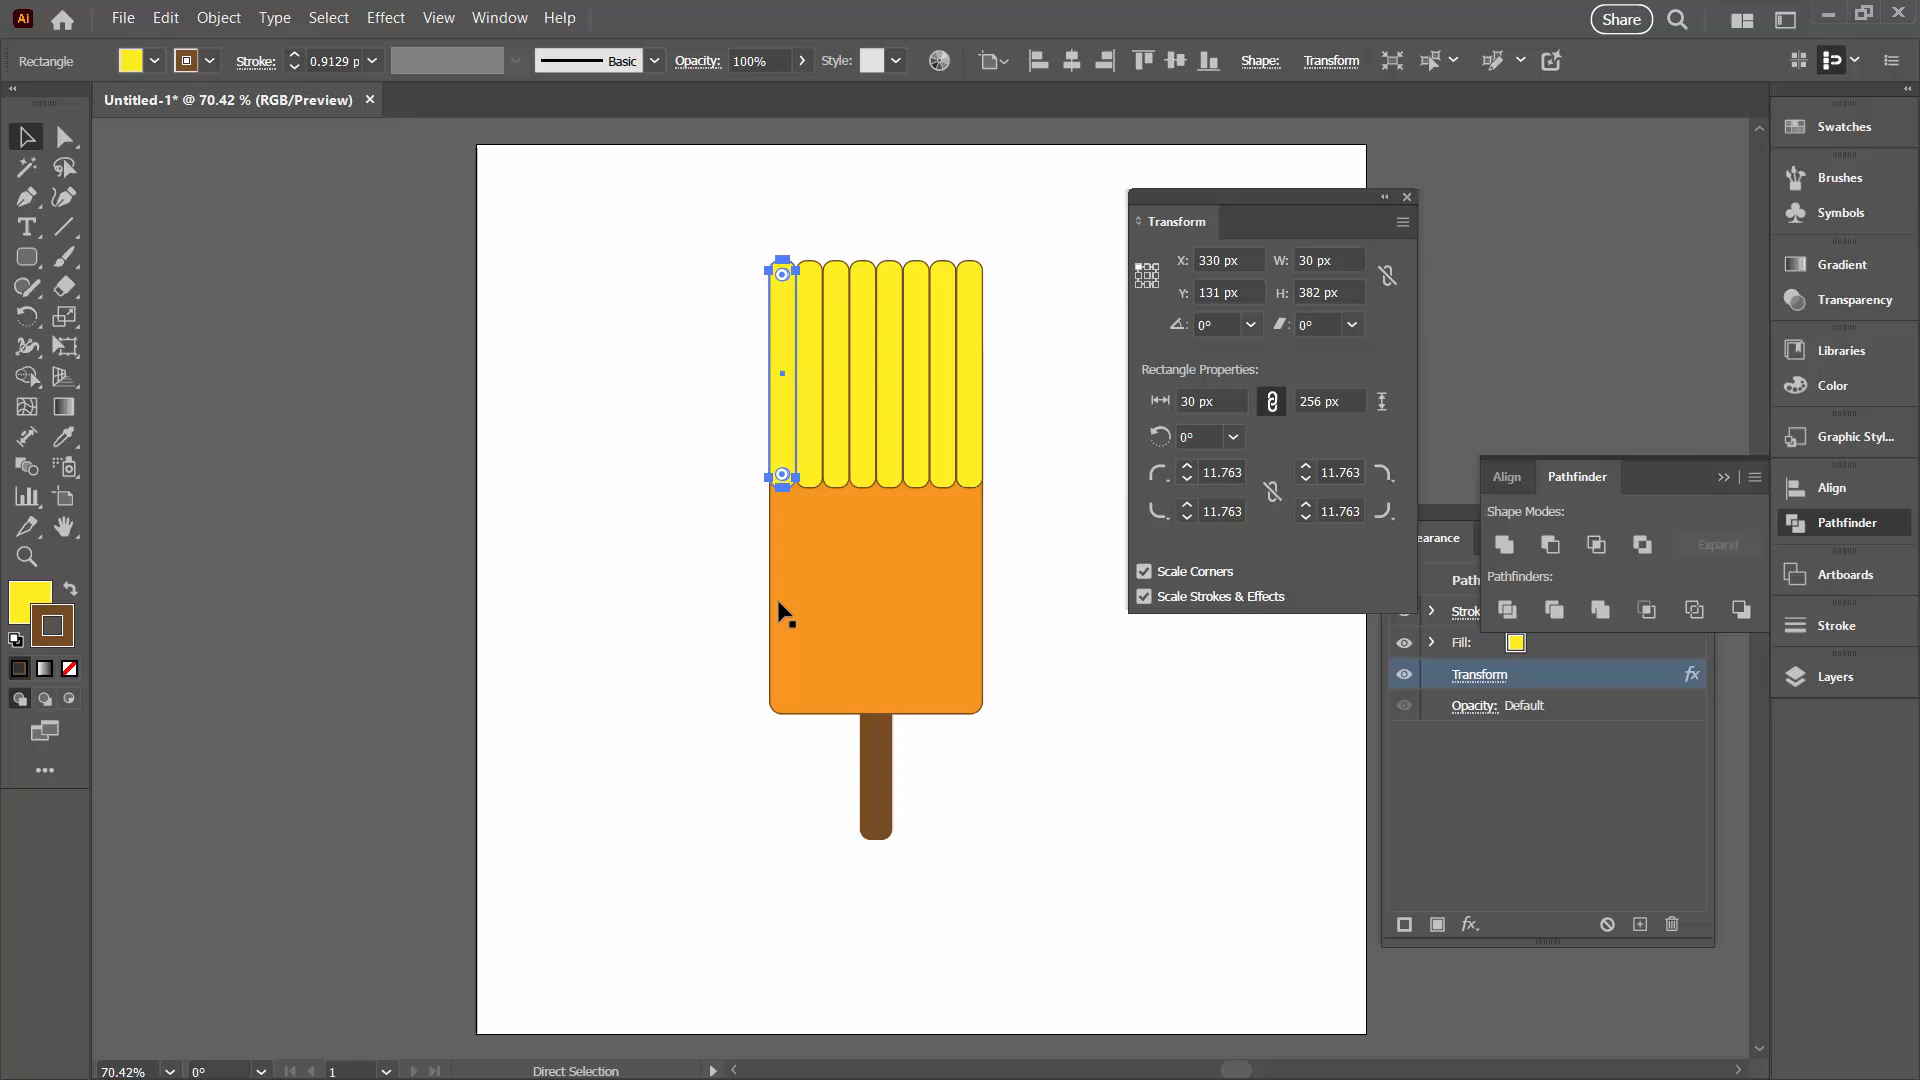 Ai File Edit Object Type Select Effect View Window Help Share
Rectangle Stroke: 0.9129 p Basic Opacity: 100% Style: Shape: Transform
Untitled-1* @ 70.42 % (RGB/Preview)
Transform
X: 330 px W: 30 px
Y: 131 px H: 382 px
0° 0°
Rectangle Properties:
30 px 256 px
0°
11.763 11.763
11.763 11.763
Scale Corners
Scale Strokes & Effects
Align Pathfinder
Shape Modes:
Expand
Pathfinders:
earance
Path
Strok
Fill:
Transform fx
Opacity: Default
fx.
Swatches
Brushes
Symbols
Gradient
Transparency
Libraries
Color
Graphic Styl...
Align
Pathfinder
Artboards
Stroke
Layers
70.42% 0° 1 Direct Selection